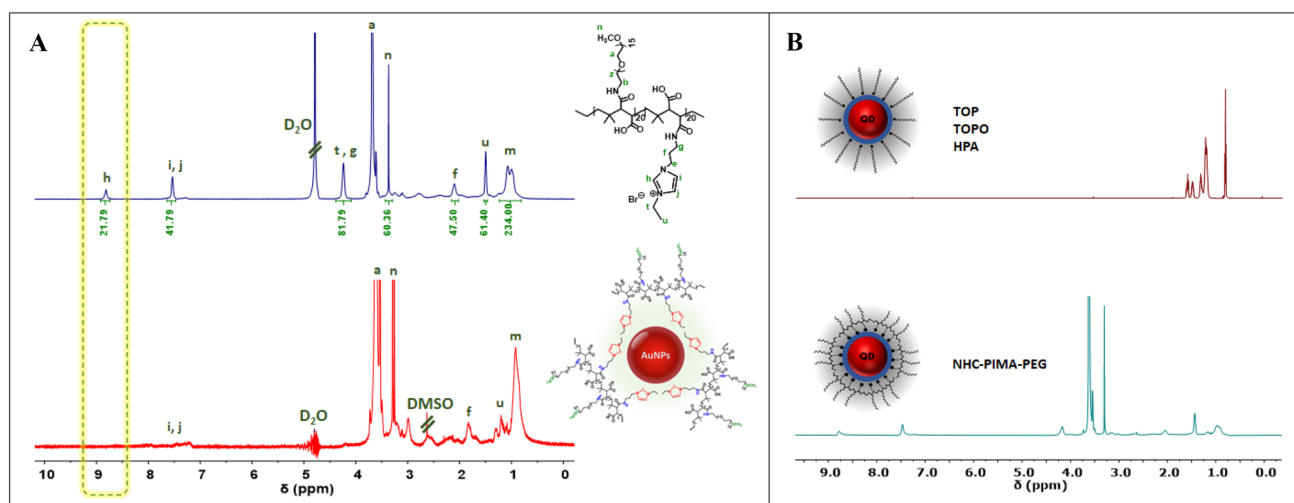 A
a
n
D₂O
h
i, j
t , g
f
u
m
21.79
41.79
81.79
60.36
47.50
61.40
234.00
n
H₃CO
15
a
O
z
b
NH
O
O
OH
20
20
HO
O
O
NH
g
f
e
N
h
i
N
j
Br⊖
t
u
a
n
m
DMSO
D₂O
i, j
f
u
AuNPs
10 9 8 7 6 5 4 3 2 1 0
δ (ppm)
B
QD
TOP
TOPO
HPA
QD
NHC-PIMA-PEG
9.0 8.0 7.0 6.0 5.0 4.0 3.0 2.0 1.0 0.0
δ (ppm)